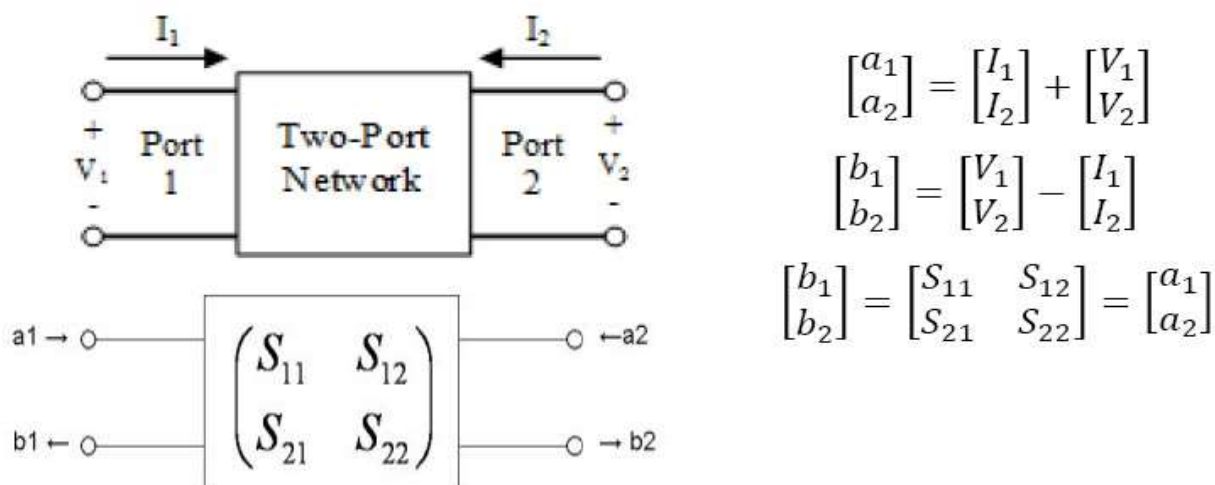 I₁ I₂
+ Port Two-Port Port +
V₁ 1 Network 2 V₂
- -
a1 → ←a2
(S₁₁ S₁₂
S₂₁ S₂₂)
b1 ← → b2
[a₁ a₂] = [I₁ I₂] + [V₁ V₂]
[b₁ b₂] = [V₁ V₂] − [I₁ I₂]
[b₁ b₂] = [S₁₁ S₁₂ S₂₁ S₂₂] = [a₁ a₂]